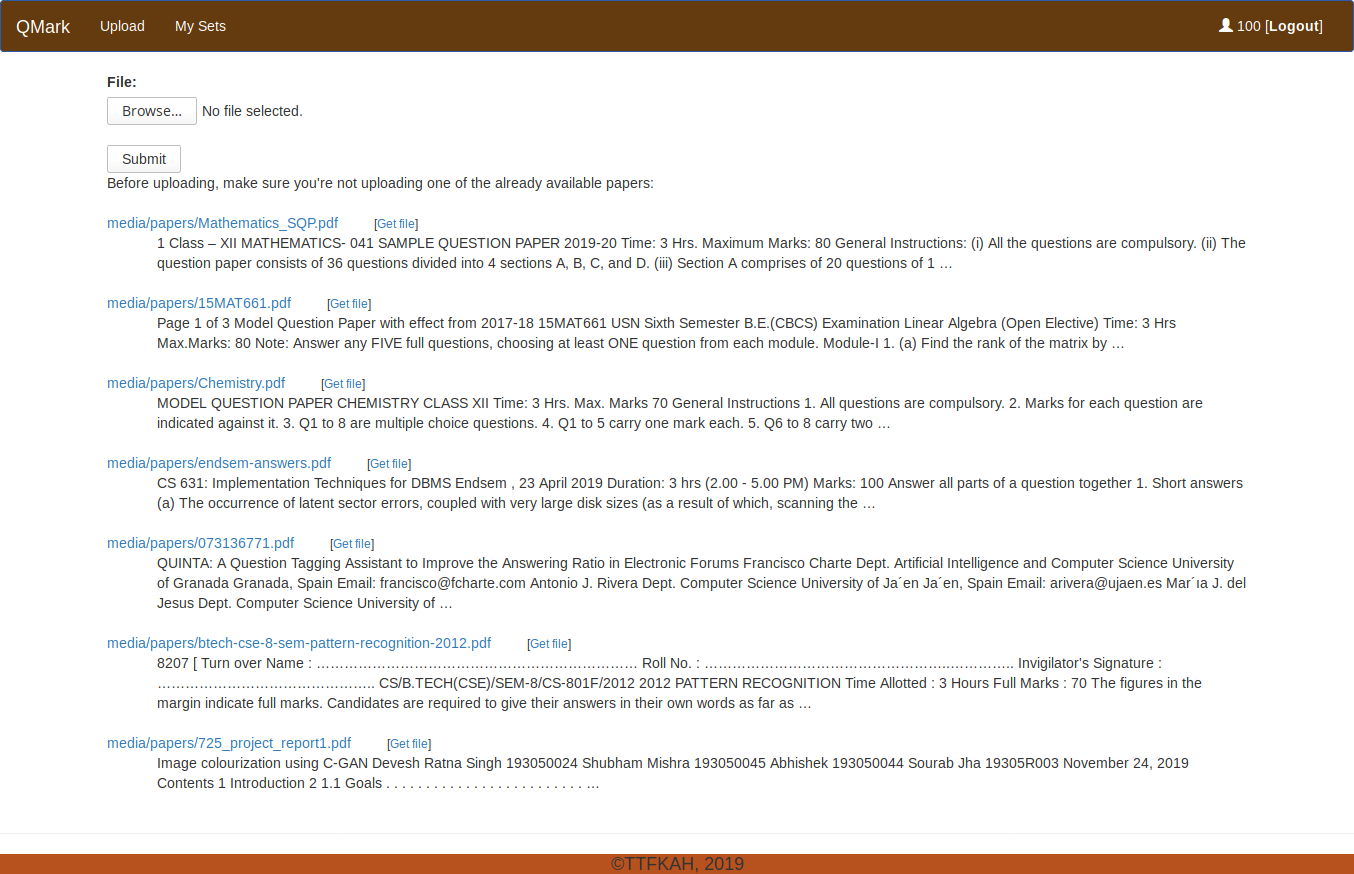 QMark Upload My Sets 100 [Logout]
File:
Browse... No file selected.
Submit
Before uploading, make sure you're not uploading one of the already available papers:
media/papers/Mathematics_SQP.pdf [Get file]
1 Class – XII MATHEMATICS- 041 SAMPLE QUESTION PAPER 2019-20 Time: 3 Hrs. Maximum Marks: 80 General Instructions: (i) All the questions are compulsory. (ii) The
question paper consists of 36 questions divided into 4 sections A, B, C, and D. (iii) Section A comprises of 20 questions of 1 …
media/papers/15MAT661.pdf [Get file]
Page 1 of 3 Model Question Paper with effect from 2017-18 15MAT661 USN Sixth Semester B.E.(CBCS) Examination Linear Algebra (Open Elective) Time: 3 Hrs
Max.Marks: 80 Note: Answer any FIVE full questions, choosing at least ONE question from each module. Module-I 1. (a) Find the rank of the matrix by …
media/papers/Chemistry.pdf [Get file]
MODEL QUESTION PAPER CHEMISTRY CLASS XII Time: 3 Hrs. Max. Marks 70 General Instructions 1. All questions are compulsory. 2. Marks for each question are
indicated against it. 3. Q1 to 8 are multiple choice questions. 4. Q1 to 5 carry one mark each. 5. Q6 to 8 carry two …
media/papers/endsem-answers.pdf [Get file]
CS 631: Implementation Techniques for DBMS Endsem , 23 April 2019 Duration: 3 hrs (2.00 - 5.00 PM) Marks: 100 Answer all parts of a question together 1. Short answers
(a) The occurrence of latent sector errors, coupled with very large disk sizes (as a result of which, scanning the …
media/papers/073136771.pdf [Get file]
QUINTA: A Question Tagging Assistant to Improve the Answering Ratio in Electronic Forums Francisco Charte Dept. Artificial Intelligence and Computer Science University
of Granada Granada, Spain Email: francisco@fcharte.com Antonio J. Rivera Dept. Computer Science University of Ja´en Ja´en, Spain Email: arivera@ujaen.es Mar´ıa J. del
Jesus Dept. Computer Science University of …
media/papers/btech-cse-8-sem-pattern-recognition-2012.pdf [Get file]
8207 [ Turn over Name : …………………………………………………………… Roll No. : …………………………………………..………….. Invigilator's Signature :
……………………………………….. CS/B.TECH(CSE)/SEM-8/CS-801F/2012 2012 PATTERN RECOGNITION Time Allotted : 3 Hours Full Marks : 70 The figures in the
margin indicate full marks. Candidates are required to give their answers in their own words as far as …
media/papers/725_project_report1.pdf [Get file]
Image colourization using C-GAN Devesh Ratna Singh 193050024 Shubham Mishra 193050045 Abhishek 193050044 Sourab Jha 19305R003 November 24, 2019
Contents 1 Introduction 2 1.1 Goals . . . . . . . . . . . . . . . . . . . . . . . . . …
©TTFKAH, 2019